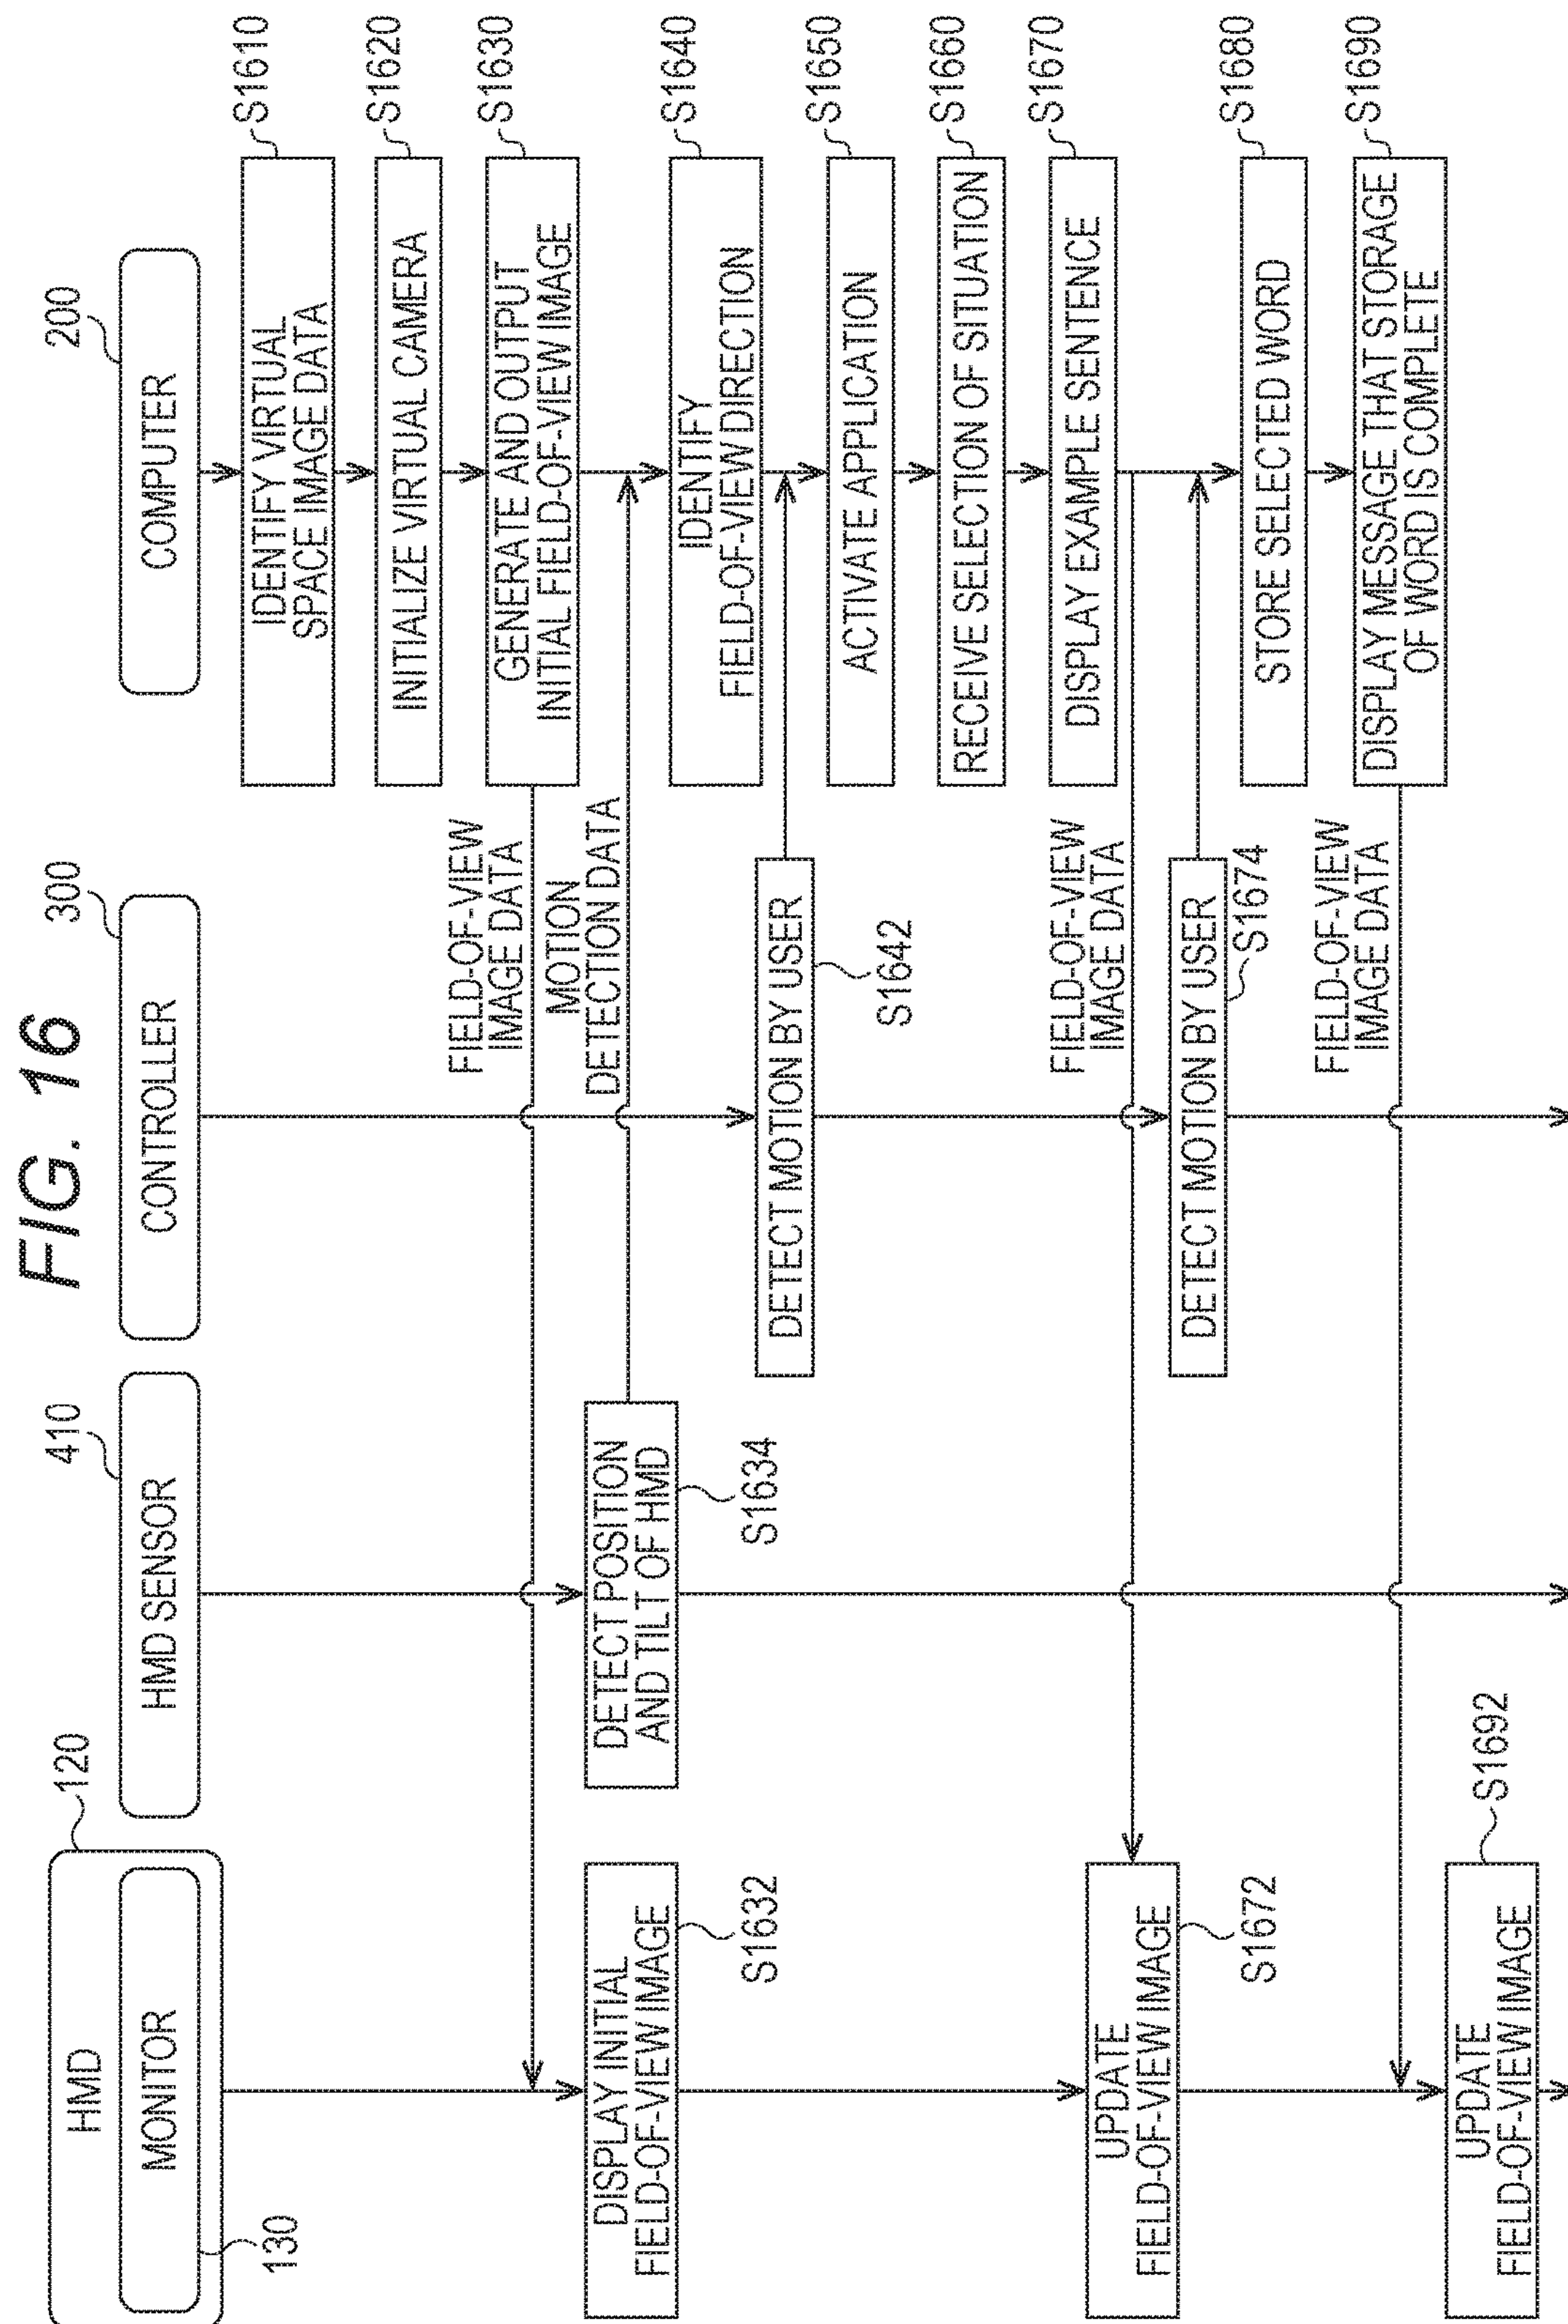 FIG. 16
HMD
120
MONITOR
130
HMD SENSOR
410
CONTROLLER
300
COMPUTER
200
IDENTIFY VIRTUAL
SPACE IMAGE DATA
S1610
INITIALIZE VIRTUAL CAMERA
S1620
GENERATE AND OUTPUT
INITIAL FIELD-OF-VIEW IMAGE
S1630
FIELD-OF-VIEW
IMAGE DATA
DISPLAY INITIAL
FIELD-OF-VIEW IMAGE
S1632
DETECT POSITION
AND TILT OF HMD
S1634
MOTION
DETECTION DATA
IDENTIFY
FIELD-OF-VIEW DIRECTION
S1640
DETECT MOTION BY USER
S1642
ACTIVATE APPLICATION
S1650
RECEIVE SELECTION OF SITUATION
S1660
DISPLAY EXAMPLE SENTENCE
S1670
FIELD-OF-VIEW
IMAGE DATA
UPDATE
FIELD-OF-VIEW IMAGE
S1672
DETECT MOTION BY USER
S1674
STORE SELECTED WORD
S1680
DISPLAY MESSAGE THAT STORAGE
OF WORD IS COMPLETE
S1690
FIELD-OF-VIEW
IMAGE DATA
UPDATE
FIELD-OF-VIEW IMAGE
S1692